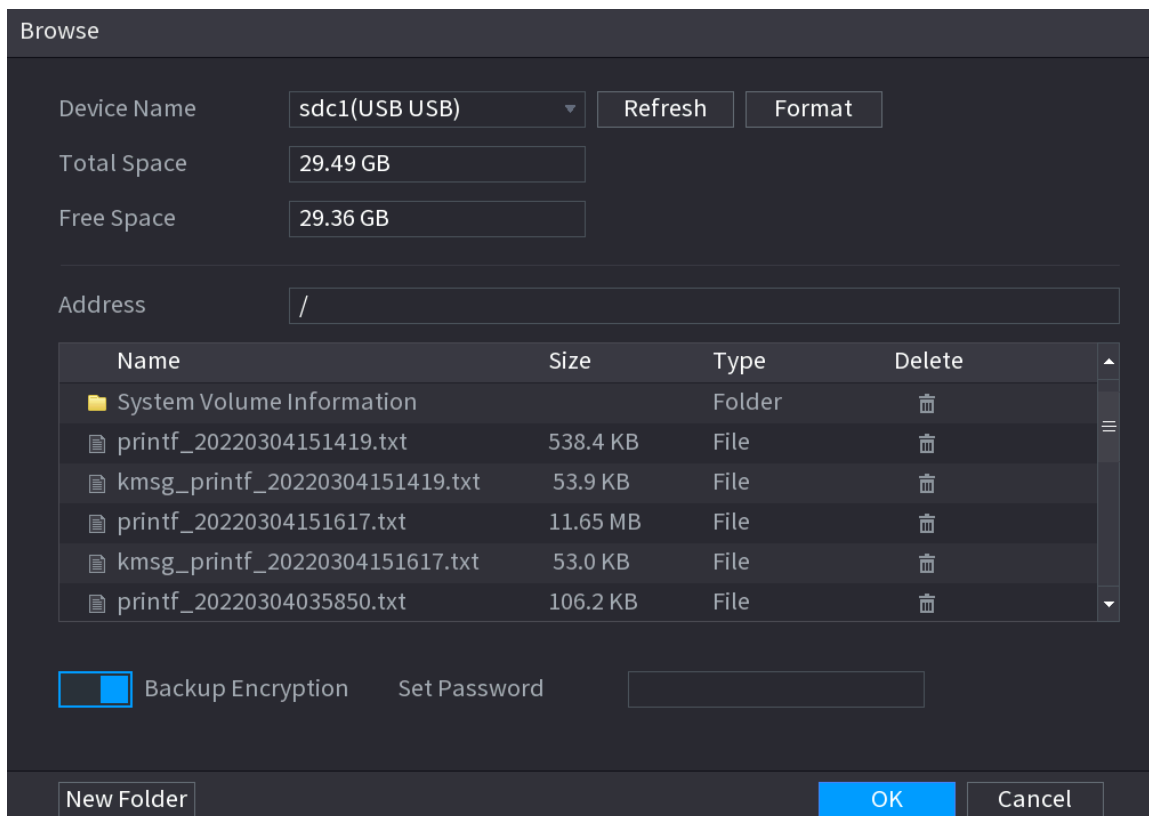 Browse
Device Name sdc1(USB USB) Refresh Format
Total Space 29.49 GB
Free Space 29.36 GB
Address /
Name Size Type Delete
System Volume Information Folder
printf_20220304151419.txt 538.4 KB File
kmsg_printf_20220304151419.txt 53.9 KB File
printf_20220304151617.txt 11.65 MB File
kmsg_printf_20220304151617.txt 53.0 KB File
printf_20220304035850.txt 106.2 KB File
Backup Encryption Set Password
New Folder OK Cancel